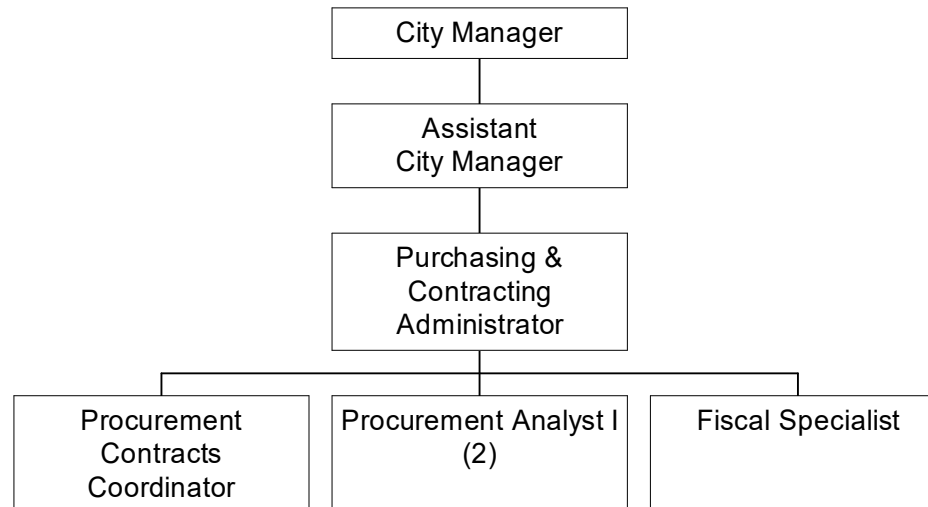 City Manager
Assistant
City Manager
Purchasing &
Contracting
Administrator
Procurement
Contracts
Coordinator
Procurement Analyst I
(2)
Fiscal Specialist